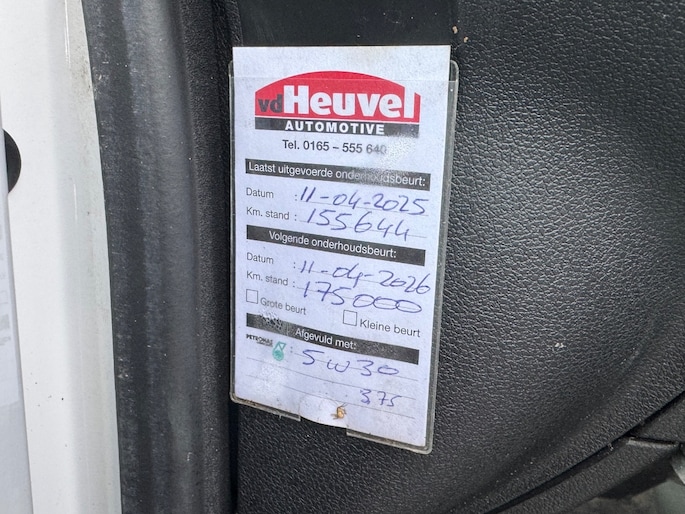 vdHeuvel
AUTOMOTIVE
Tel. 0165 – 555 640
Laatst uitgevoerde onderhoudsbeurt:
Datum : 11-04-2025
Km. stand : 155644
Volgende onderhoudsbeurt:
Datum : 11-04-2026
Km. stand : 175000
Grote beurt Kleine beurt
Afgevuld met:
PETRONAS : 5w30
375